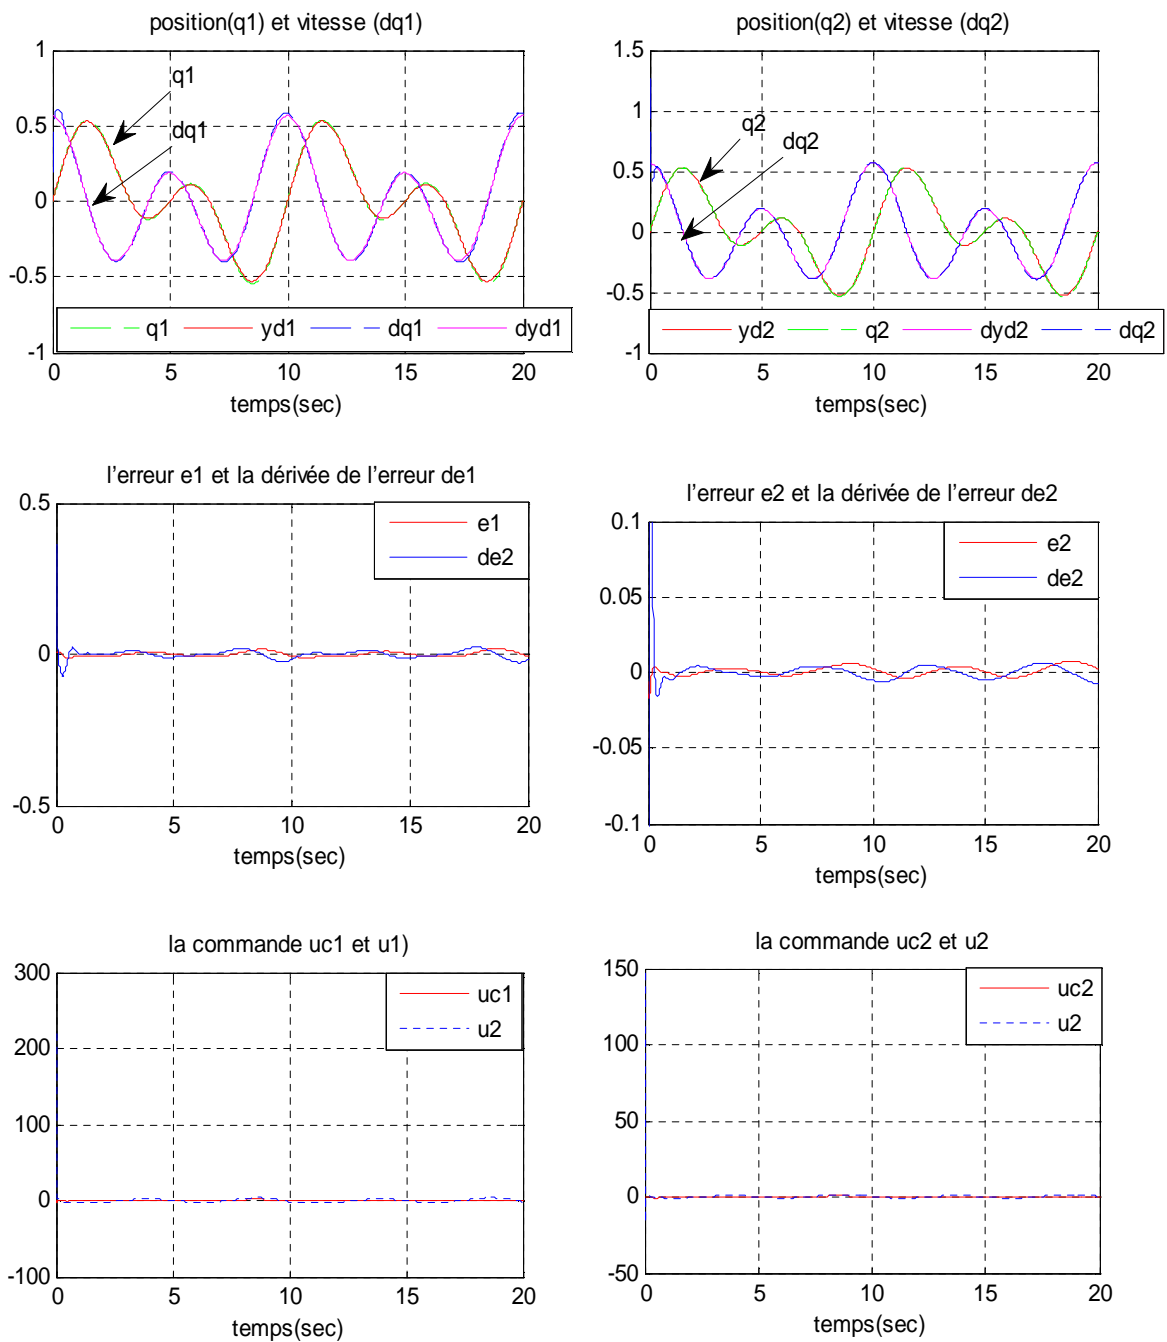 position(q1) et vitesse (dq1)
1
0.5
0
-0.5
-1
q1
dq1
q1 yd1 dq1 dyd1
0 5 10 15 20
temps(sec)
position(q2) et vitesse (dq2)
1.5
1
0.5
0
-0.5
-1
q2
dq2
yd2 q2 dyd2 dq2
0 5 10 15 20
temps(sec)
l'erreur e1 et la dérivée de l'erreur de1
0.5
0
-0.5
e1
de2
0 5 10 15 20
temps(sec)
l'erreur e2 et la dérivée de l'erreur de2
0.1
0.05
0
-0.05
-0.1
e2
de2
0 5 10 15 20
temps(sec)
la commande uc1 et u1)
300
200
100
0
-100
uc1
u2
0 5 10 15 20
temps(sec)
la commande uc2 et u2
150
100
50
0
-50
uc2
u2
0 5 10 15 20
temps(sec)